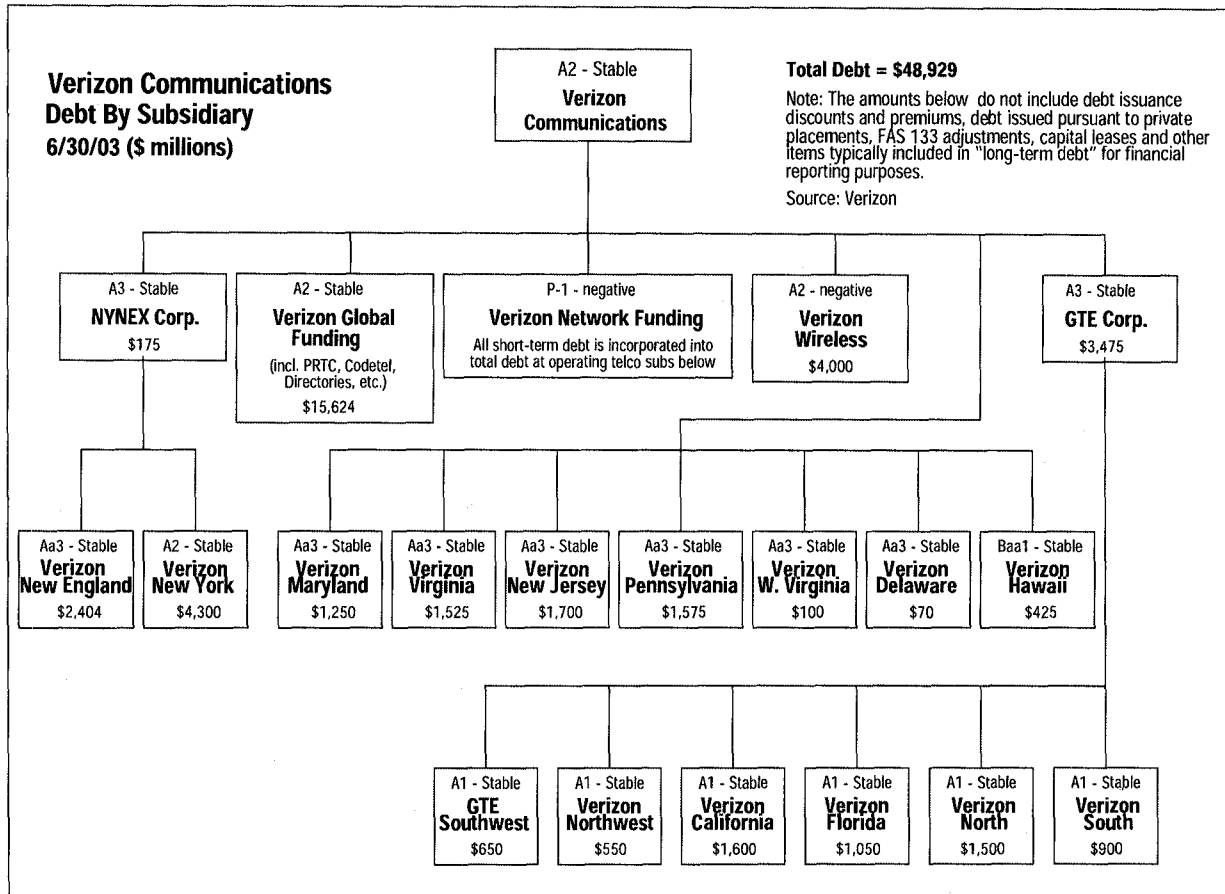 Verizon Communications
Debt By Subsidiary
6/30/03 ($ millions)
A2 - Stable
Verizon
Communications
Total Debt = $48,929
Note: The amounts below do not include debt issuance
discounts and premiums, debt issued pursuant to private
placements, FAS 133 adjustments, capital leases and other
items typically included in "long-term debt" for financial
reporting purposes.
Source: Verizon
A3 - Stable
NYNEX Corp.
$175
A2 - Stable
Verizon Global
Funding
(incl. PRTC, Codetel,
Directories, etc.)
$15,624
P-1 - negative
Verizon Network Funding
All short-term debt is incorporated into
total debt at operating telco subs below
A2 - negative
Verizon
Wireless
$4,000
A3 - Stable
GTE Corp.
$3,475
Aa3 - Stable
Verizon
New England
$2,404
A2 - Stable
Verizon
New York
$4,300
Aa3 - Stable
Verizon
Maryland
$1,250
Aa3 - Stable
Verizon
Virginia
$1,525
Aa3 - Stable
Verizon
New Jersey
$1,700
Aa3 - Stable
Verizon
Pennsylvania
$1,575
Aa3 - Stable
Verizon
W. Virginia
$100
Aa3 - Stable
Verizon
Delaware
$70
Baa1 - Stable
Verizon
Hawaii
$425
A1 - Stable
GTE
Southwest
$650
A1 - Stable
Verizon
Northwest
$550
A1 - Stable
Verizon
California
$1,600
A1 - Stable
Verizon
Florida
$1,050
A1 - Stable
Verizon
North
$1,500
A1 - Stable
Verizon
South
$900